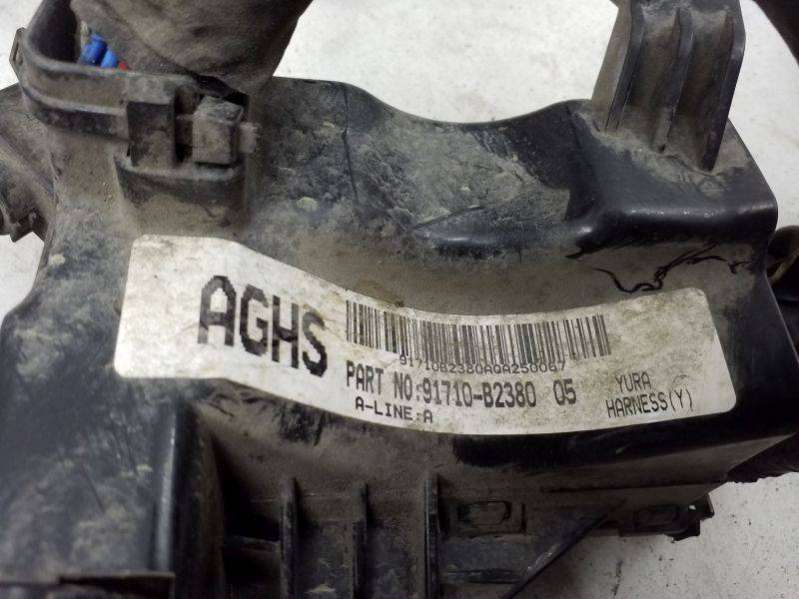 AGHS
91710B2380AQA250067
PART NO:91710-B2380 05
A-LINE:A
YURA
HARNESS(Y)